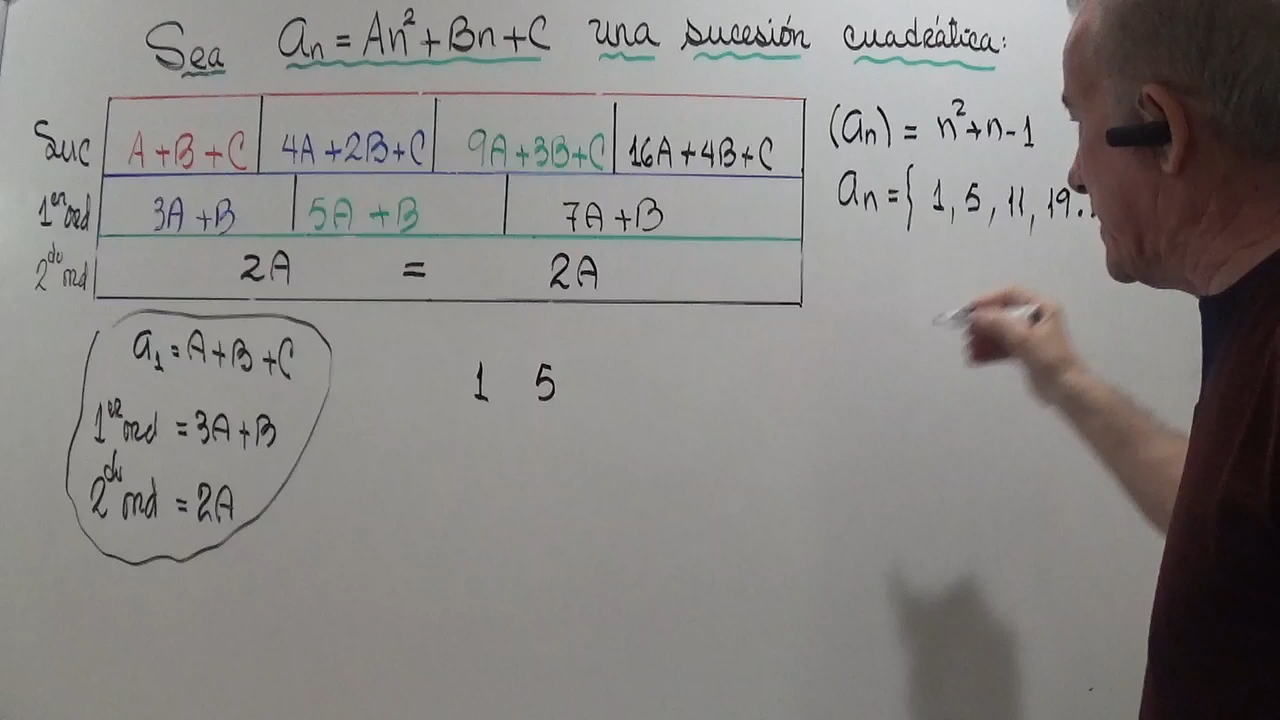 Sea an = An² + Bn + C una sucesión cuadrática:
Suc A + B + C 4A + 2B + C 9A + 3B + C 16A + 4B + C
1er ord 3A + B 5A + B 7A + B
2do ord 2A = 2A
(an) = n² + n - 1
an = { 1, 5, 11, 19..
a1 = A + B + C
1er ord = 3A + B
2do ord = 2A
1 5